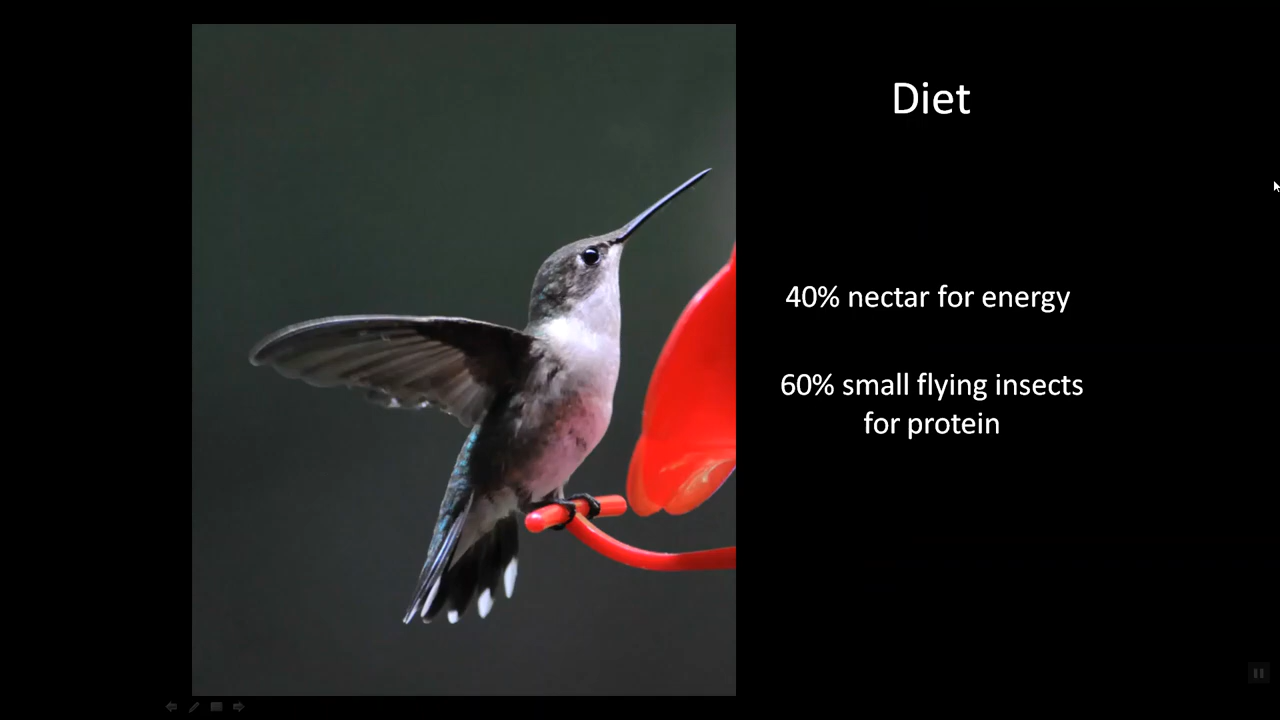 Diet
40% nectar for energy
60% small flying insects
for protein